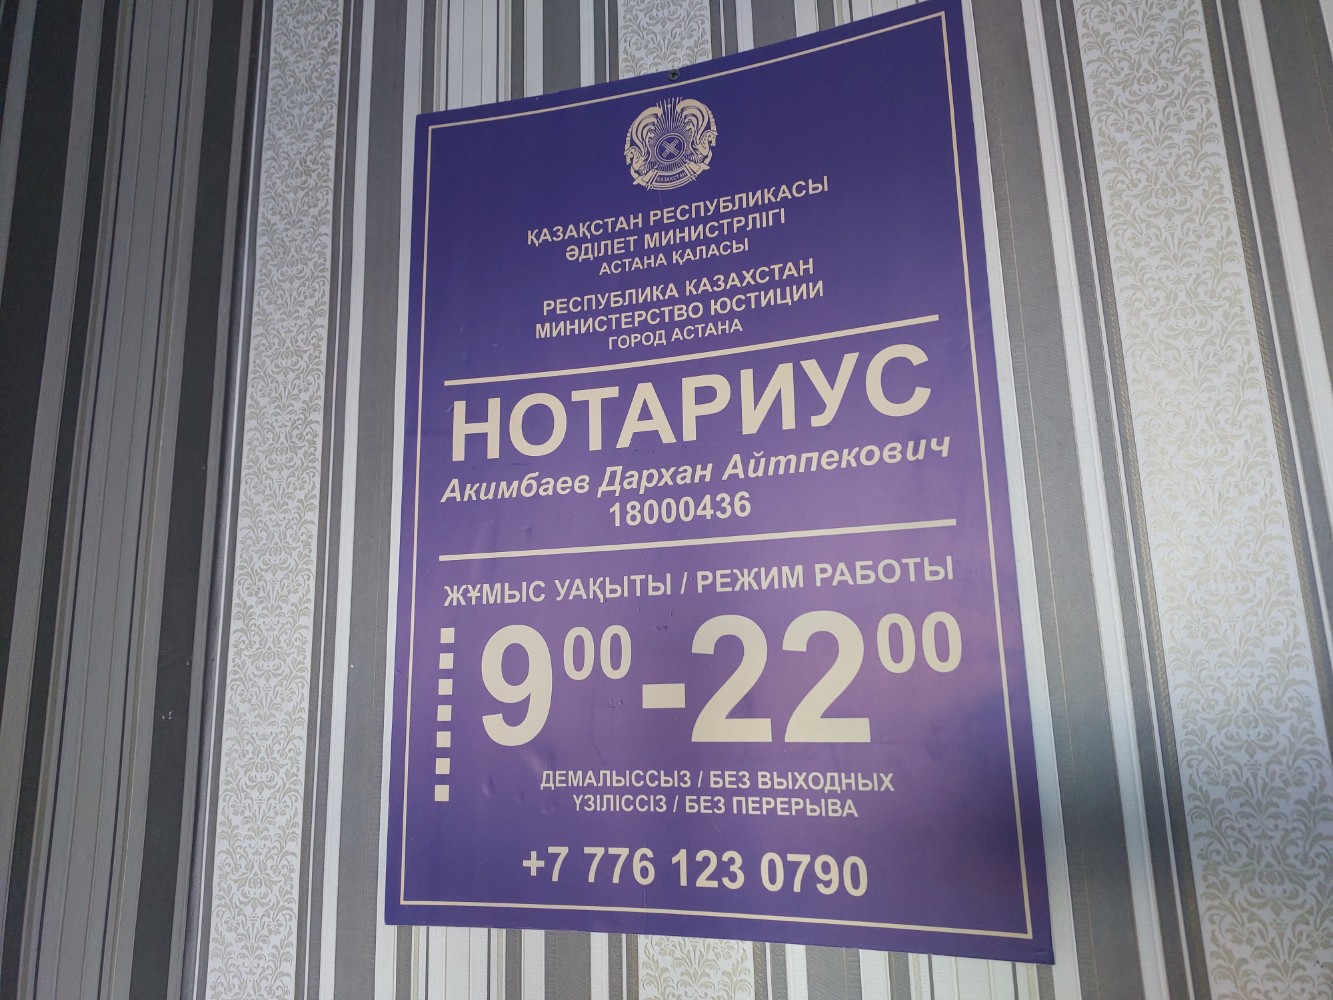 ҚАЗАҚСТАН
ҚАЗАҚСТАН РЕСПУБЛИКАСЫ
ӘДІЛЕТ МИНИСТРЛІГІ
АСТАНА ҚАЛАСЫ
РЕСПУБЛИКА КАЗАХСТАН
МИНИСТЕРСТВО ЮСТИЦИИ
ГОРОД АСТАНА
НОТАРИУС
Акимбаев Дархан Айтпекович
18000436
ЖҰМЫС УАҚЫТЫ / РЕЖИМ РАБОТЫ
9⁰⁰-22⁰⁰
ДЕМАЛЫССЫЗ / БЕЗ ВЫХОДНЫХ
ҮЗІЛІССІЗ / БЕЗ ПЕРЕРЫВА
+7 776 123 0790